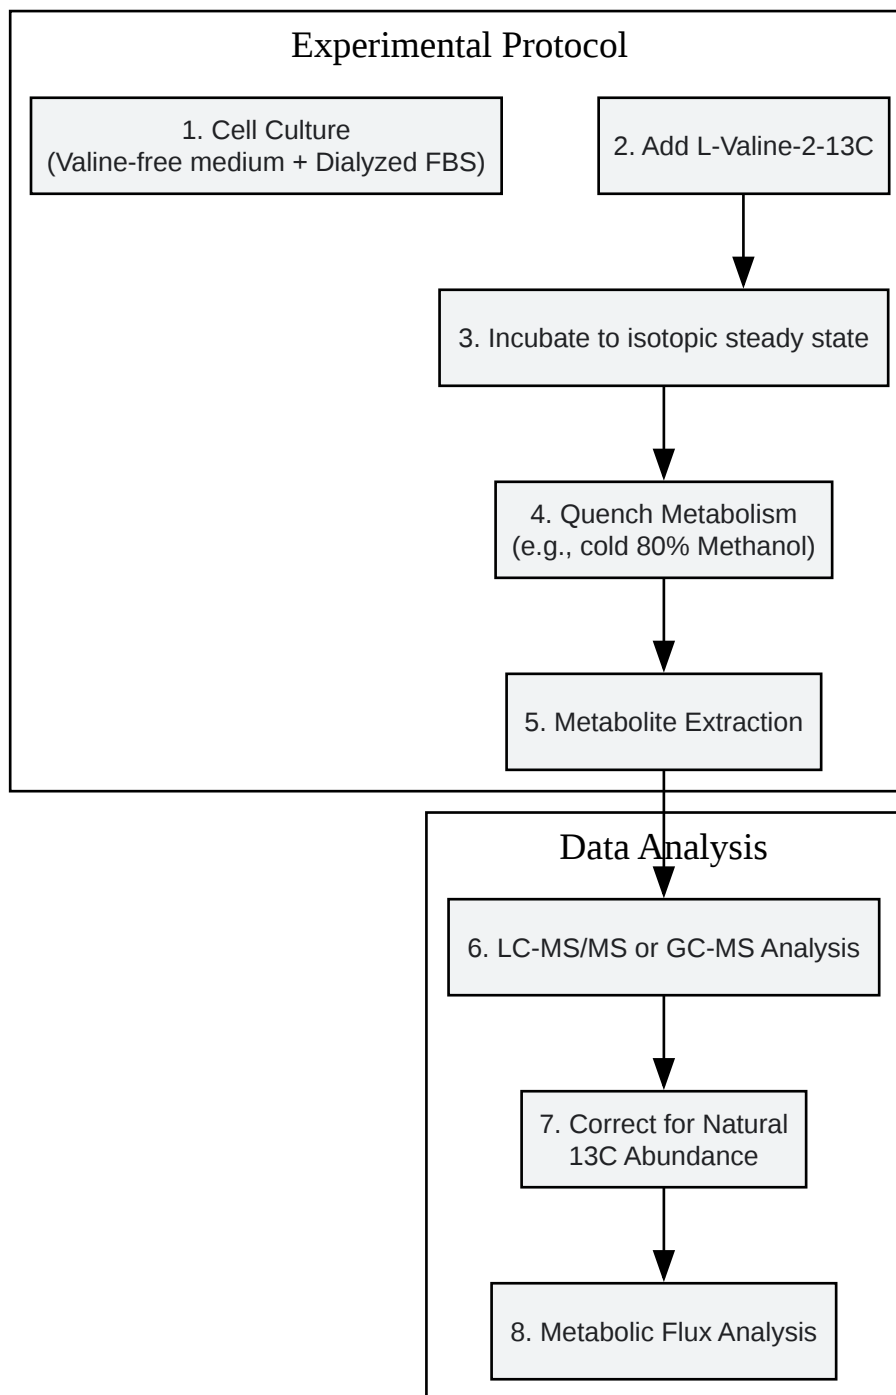 Experimental Protocol
1. Cell Culture
(Valine-free medium + Dialyzed FBS)
2. Add L-Valine-2-13C
3. Incubate to isotopic steady state
4. Quench Metabolism
(e.g., cold 80% Methanol)
5. Metabolite Extraction
Data Analysis
6. LC-MS/MS or GC-MS Analysis
7. Correct for Natural
13C Abundance
8. Metabolic Flux Analysis